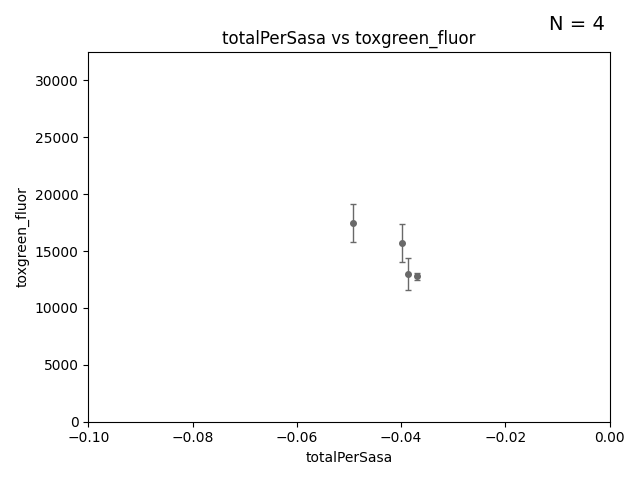 N = 4
totalPerSasa vs toxgreen_fluor
30000
25000
20000
15000
10000
5000
0
toxgreen_fluor
−0.10 −0.08 −0.06 −0.04 −0.02 0.00
totalPerSasa